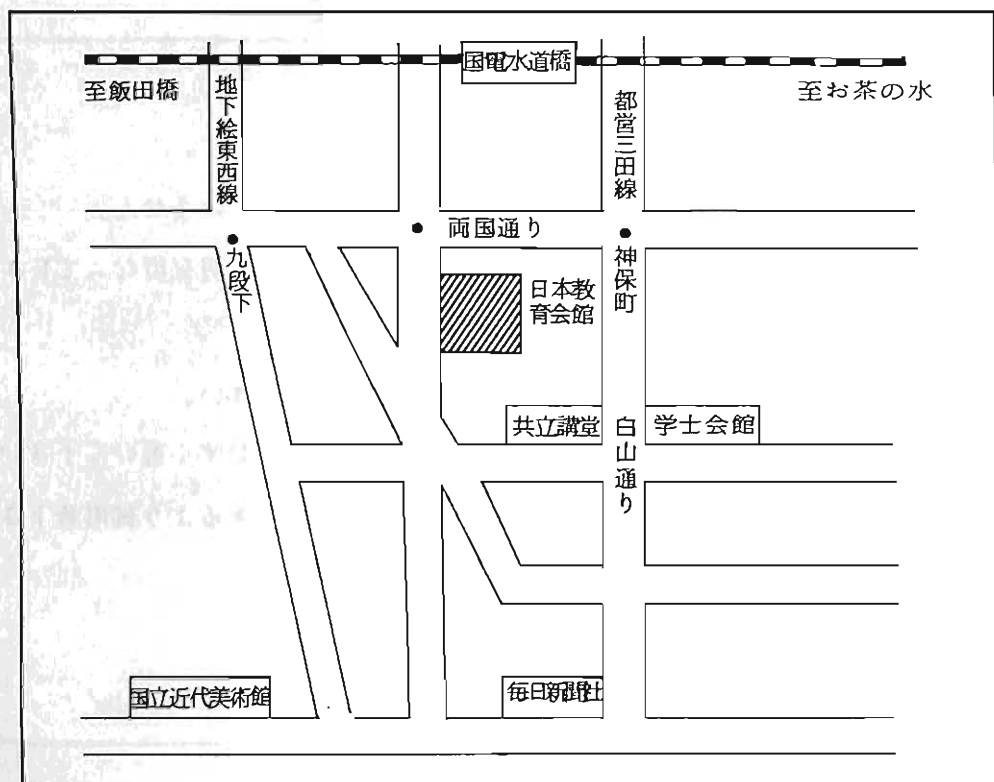 国電水道橋
至飯田橋
至お茶の水
地下絵東西線
都営三田線
両国通り
九段下
神保町
日本教
育会館
共立講堂
学士会館
白山通り
国立近代美術館
毎日新聞社